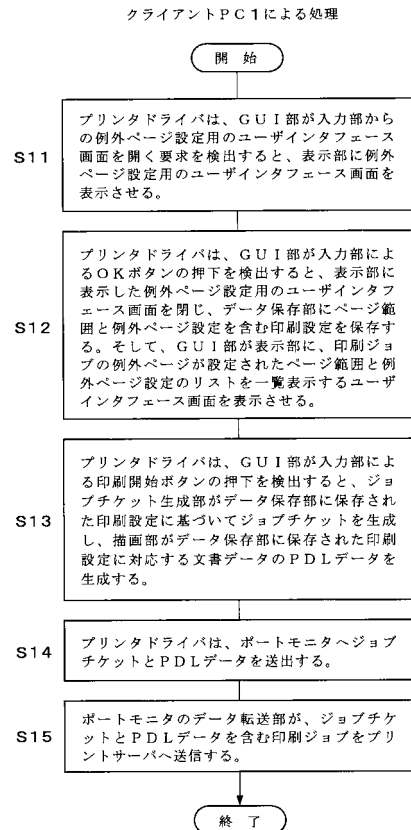 クライアントPC1による処理
開始
S11
プリンタドライバは、GUI部が入力部から
の例外ページ設定用のユーザインタフェース
画面を開く要求を検出すると、表示部に例外
ページ設定用のユーザインタフェース画面を
表示させる。
S12
プリンタドライバは、GUI部が入力部によ
るOKボタンの押下を検出すると、表示部に
表示した例外ページ設定用のユーザインタ
フェース画面を閉じ、データ保存部にページ
範囲と例外ページ設定を含む印刷設定を保存す
る。そして、GUI部が表示部に、印刷ジョ
ブの例外ページが設定されたページ範囲と例
外ページ設定のリストを一覧表示するユーザ
インタフェース画面を表示させる。
S13
プリンタドライバは、GUI部が入力部によ
る印刷開始ボタンの押下を検出すると、ジョ
ブチケット生成部がデータ保存部に保存され
た印刷設定に基づいてジョブチケットを生成
し、描画部がデータ保存部に保存された印刷
設定に対応する文書データのPDLデータを
生成する。
S14
プリンタドライバは、ポートモニタへジョブ
チケットとPDLデータを送出する。
S15
ポートモニタのデータ転送部が、ジョブチケ
ットとPDLデータを含む印刷ジョブをプリ
ントサーバへ送信する。
終了